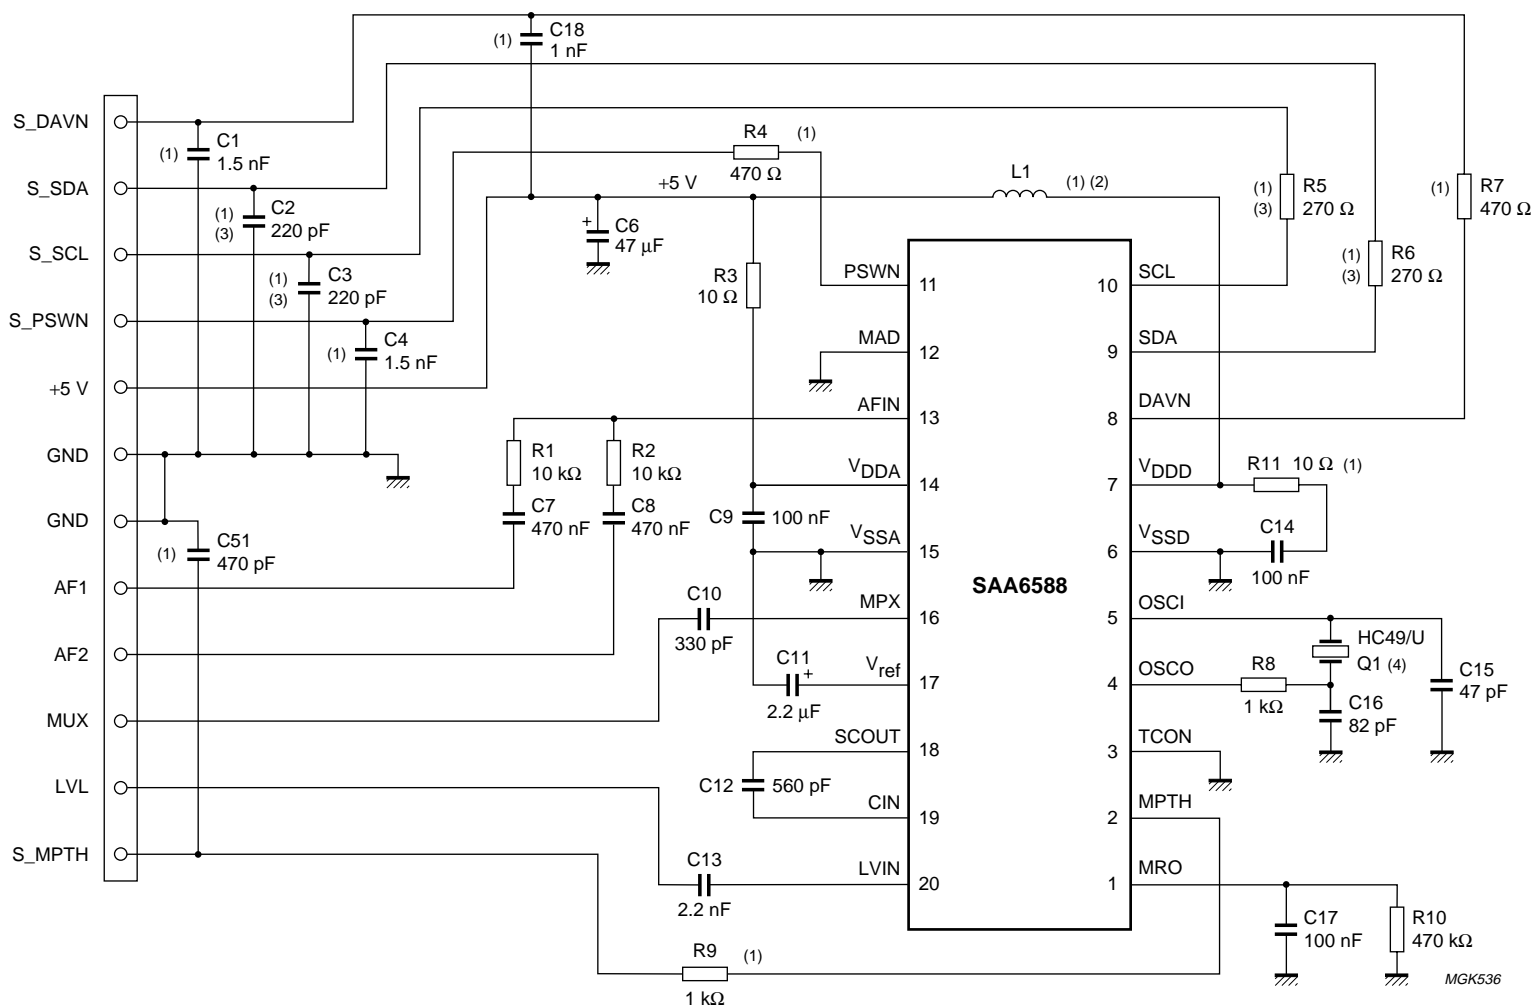 C18
(1)
1 nF
S_DAVN
C1
(1)
1.5 nF
R4
(1)
470 Ω
S_SDA
L1
+5 V
(1) (2)
(1)
(3)
R5
270 Ω
(1)
R7
470 Ω
(1)
(3)
C2
220 pF
+
C6
47 μF
S_SCL
(1)
(3)
R6
270 Ω
(1)
(3)
C3
220 pF
R3
10 Ω
PSWN
11
10
SCL
S_PSWN
C4
(1)
1.5 nF
MAD
12
9
SDA
+5 V
AFIN
13
8
DAVN
GND
R1
10 kΩ
R2
10 kΩ
VDDA
14
7
VDDD
R11 10 Ω (1)
GND
C7
470 nF
C8
470 nF
C9
100 nF
C51
(1)
470 pF
VSSA
15
6
VSSD
C14
100 nF
AF1
SAA6588
C10
330 pF
MPX
16
5
OSCI
HC49/U
Q1 (4)
AF2
C11
+
2.2 μF
Vref
17
4
OSCO
R8
1 kΩ
C15
47 pF
C16
82 pF
MUX
SCOUT
18
3
TCON
LVL
C12
560 pF
CIN
19
2
MPTH
S_MPTH
C13
2.2 nF
LVIN
20
1
MRO
C17
100 nF
R10
470 kΩ
R9
(1)
1 kΩ
MGK536